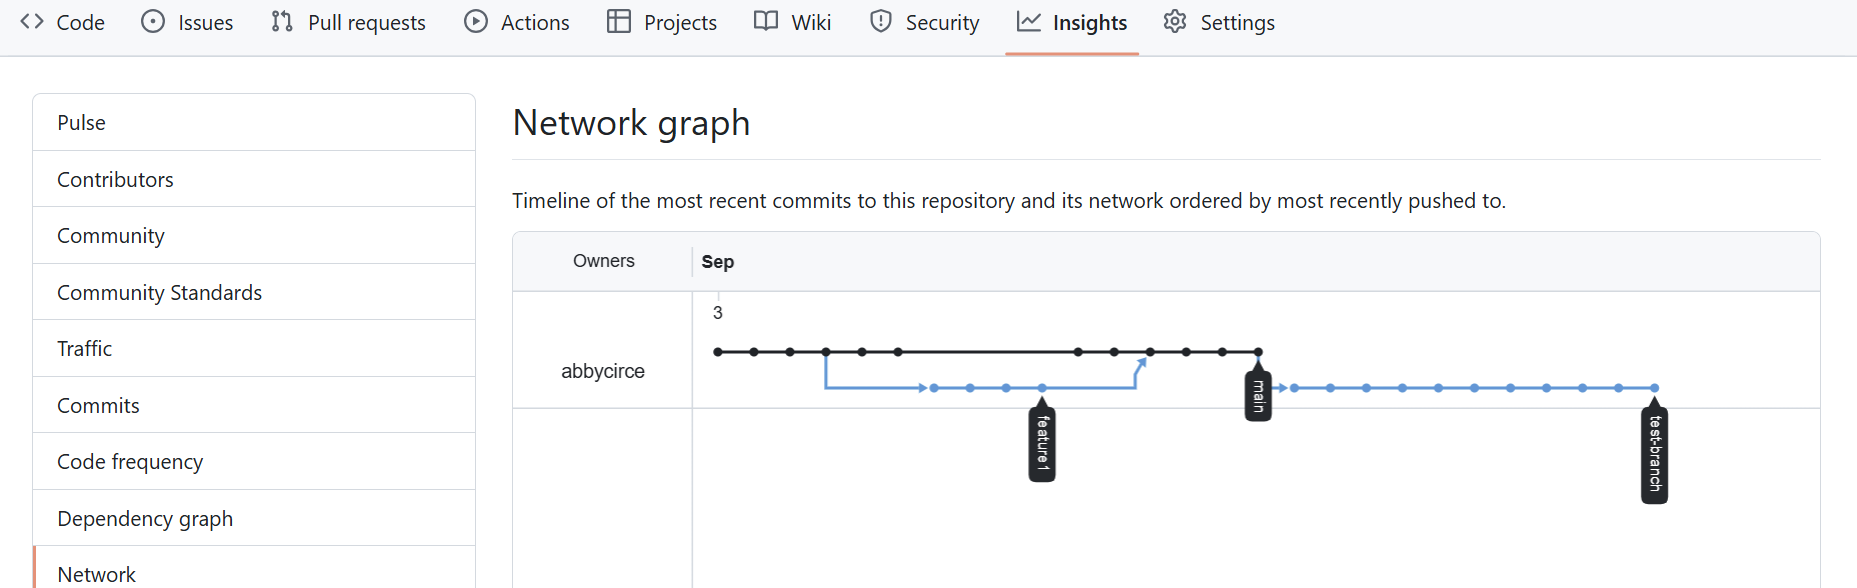 Code Issues Pull requests Actions Projects Wiki Security Insights Settings
Pulse
Contributors
Community
Community Standards
Traffic
Commits
Code frequency
Dependency graph
Network
Network graph
Timeline of the most recent commits to this repository and its network ordered by most recently pushed to.
Owners Sep
3
abbycirce
feature1
main
test-branch